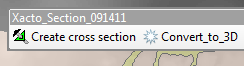 Xacto_Section_091411
Create cross section Convert_to_3D